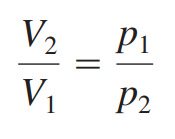 V₂/V₁ = p₁/p₂